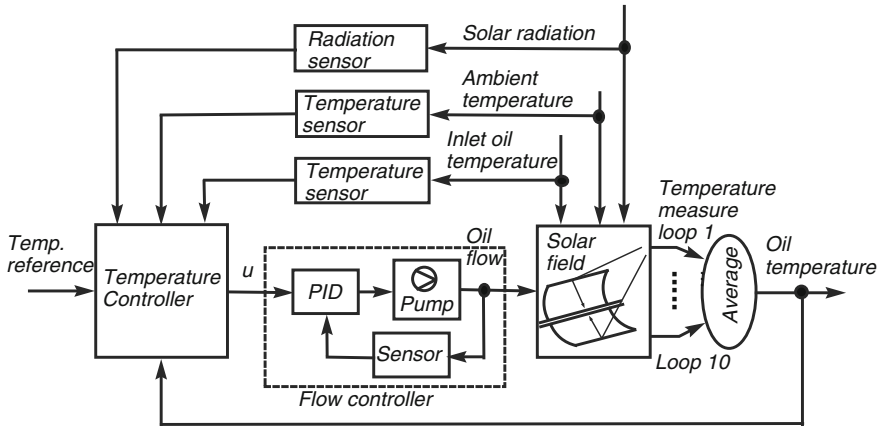 Radiation
sensor
Solar radiation
Ambient
temperature
Temperature
sensor
Inlet oil
temperature
Temperature
sensor
Temp.
reference
Temperature
Controller
u
PID
Pump
Oil
flow
Sensor
Flow controller
Solar
field
Temperature
measure
loop 1
Loop 10
Average
Oil
temperature